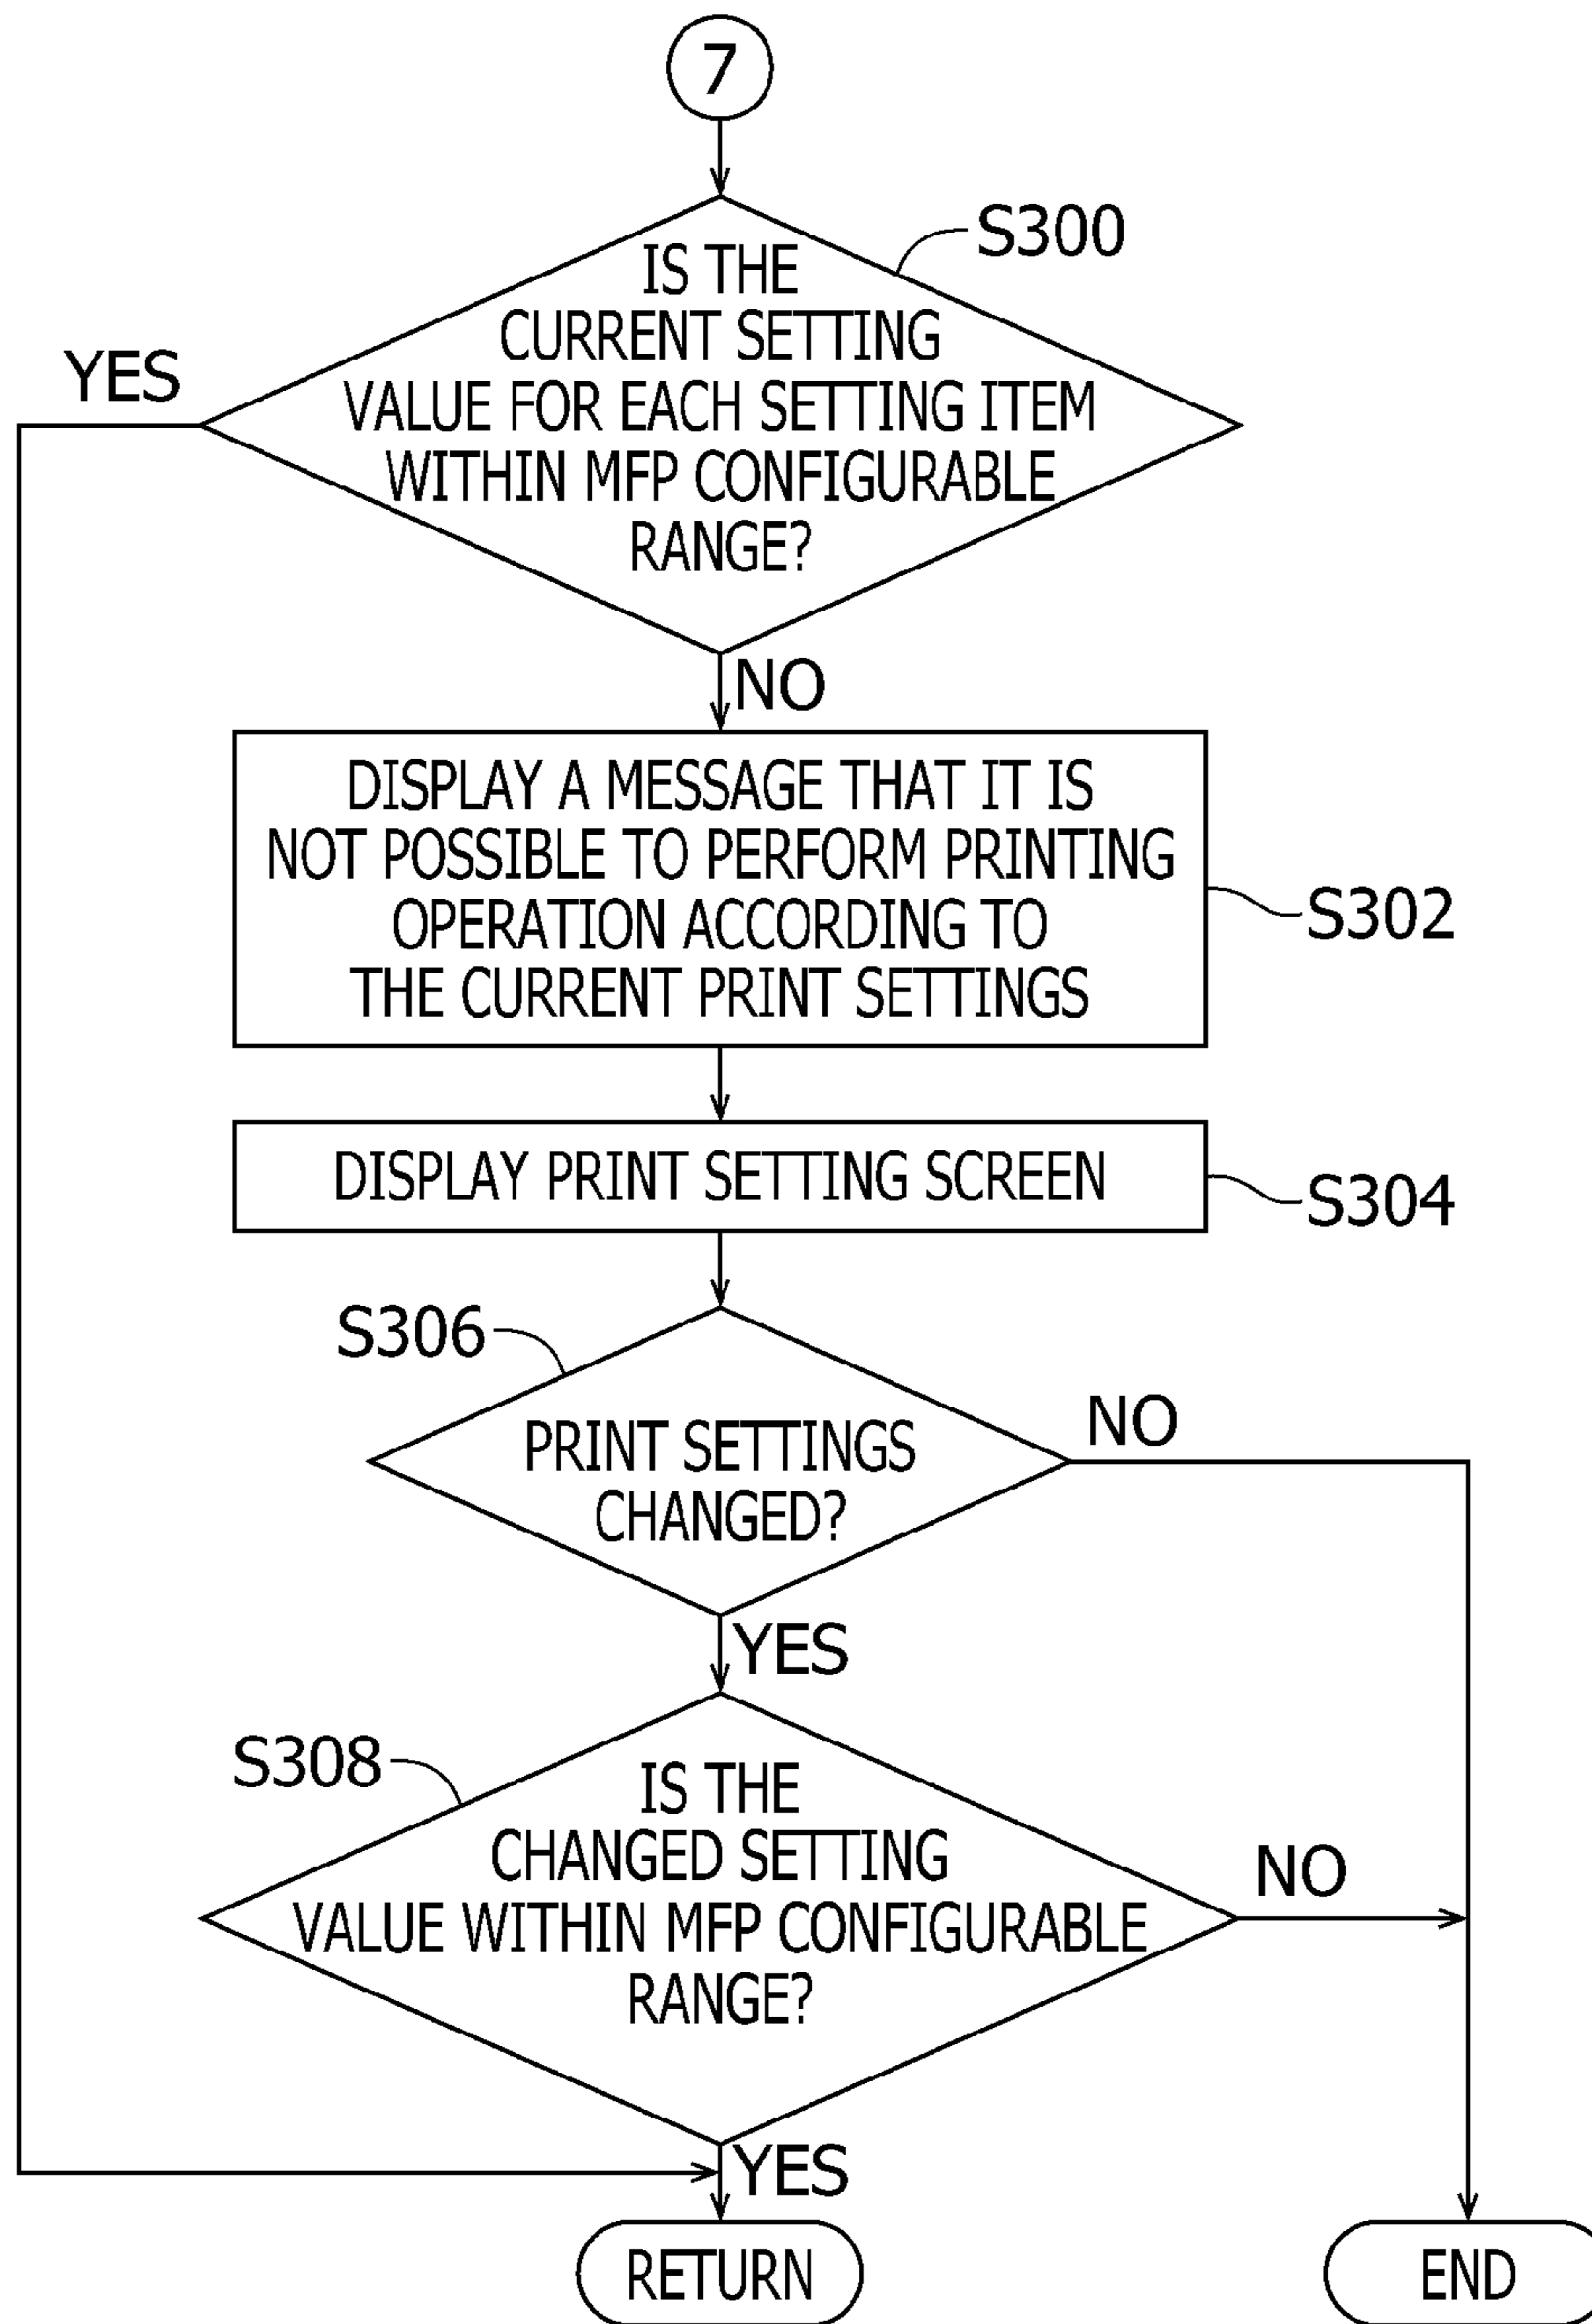 7
S300
IS THE
CURRENT SETTING
VALUE FOR EACH SETTING ITEM
WITHIN MFP CONFIGURABLE
RANGE?
YES
NO
DISPLAY A MESSAGE THAT IT IS
NOT POSSIBLE TO PERFORM PRINTING
OPERATION ACCORDING TO
THE CURRENT PRINT SETTINGS
S302
DISPLAY PRINT SETTING SCREEN
S304
S306
PRINT SETTINGS
CHANGED?
NO
YES
S308
IS THE
CHANGED SETTING
VALUE WITHIN MFP CONFIGURABLE
RANGE?
NO
YES
RETURN
END